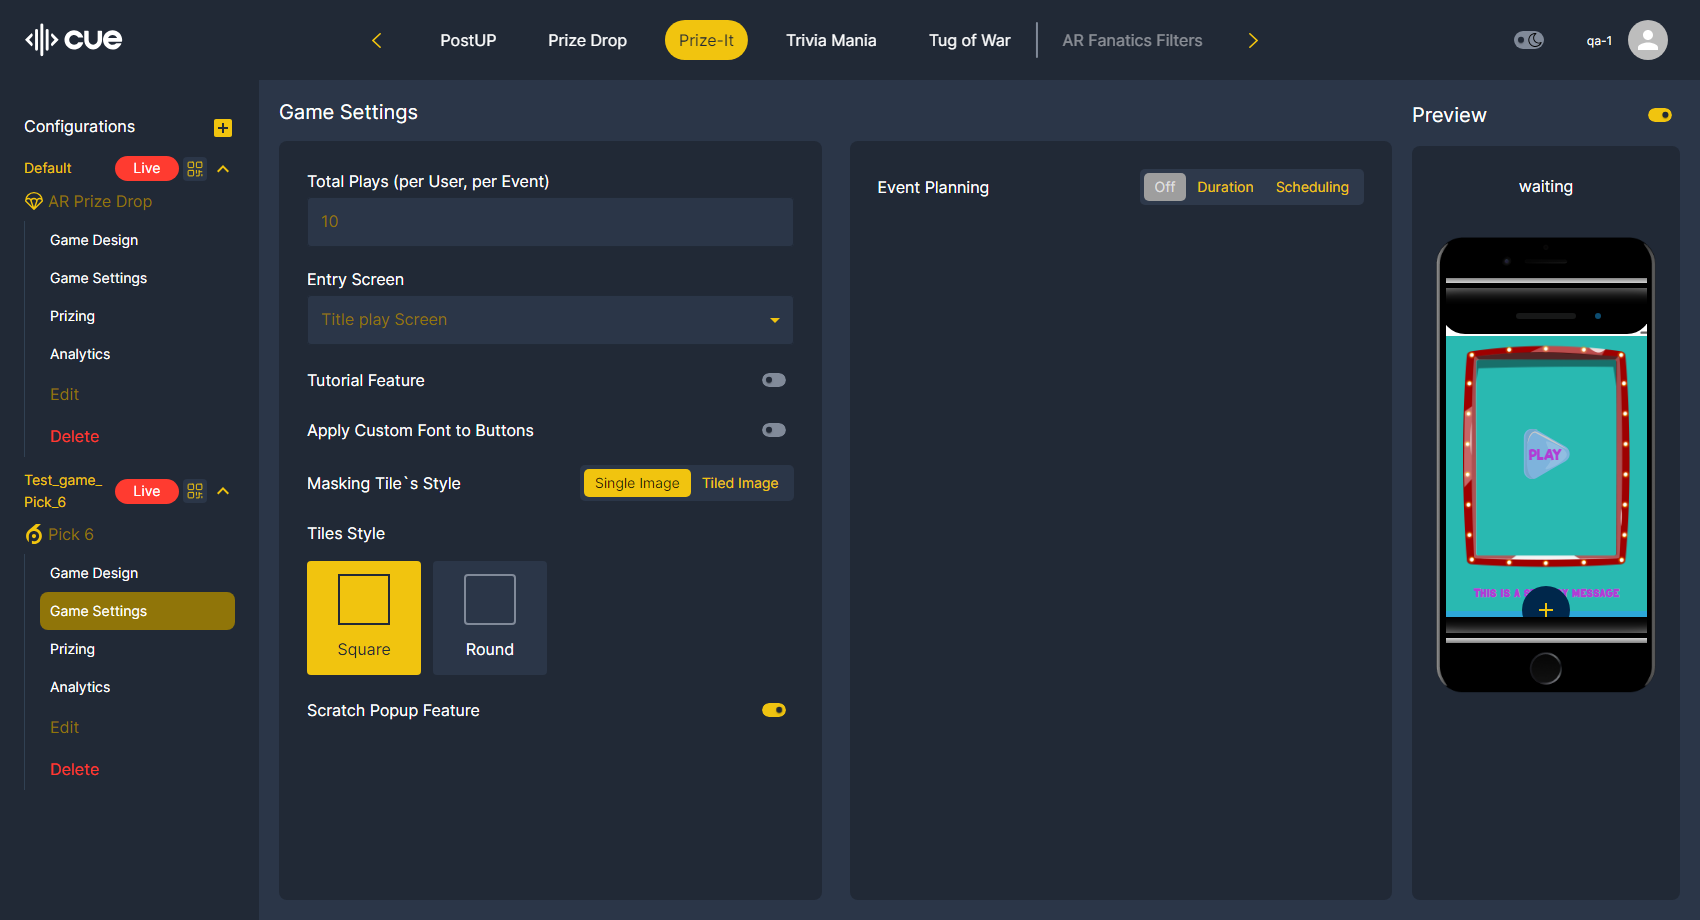 cue
PostUP
Prize Drop
Prize-It
Trivia Mania
Tug of War
AR Fanatics Filters
qa-1
Configurations
Default
Live
AR Prize Drop
Game Design
Game Settings
Prizing
Analytics
Edit
Delete
Test_game_
Pick_6
Live
Pick 6
Game Design
Game Settings
Prizing
Analytics
Edit
Delete
Game Settings
Total Plays (per User, per Event)
10
Entry Screen
Title play Screen
Tutorial Feature
Apply Custom Font to Buttons
Masking Tile`s Style
Single Image
Tiled Image
Tiles Style
Square
Round
Scratch Popup Feature
Event Planning
Off
Duration
Scheduling
Preview
waiting
PLAY
This is a message